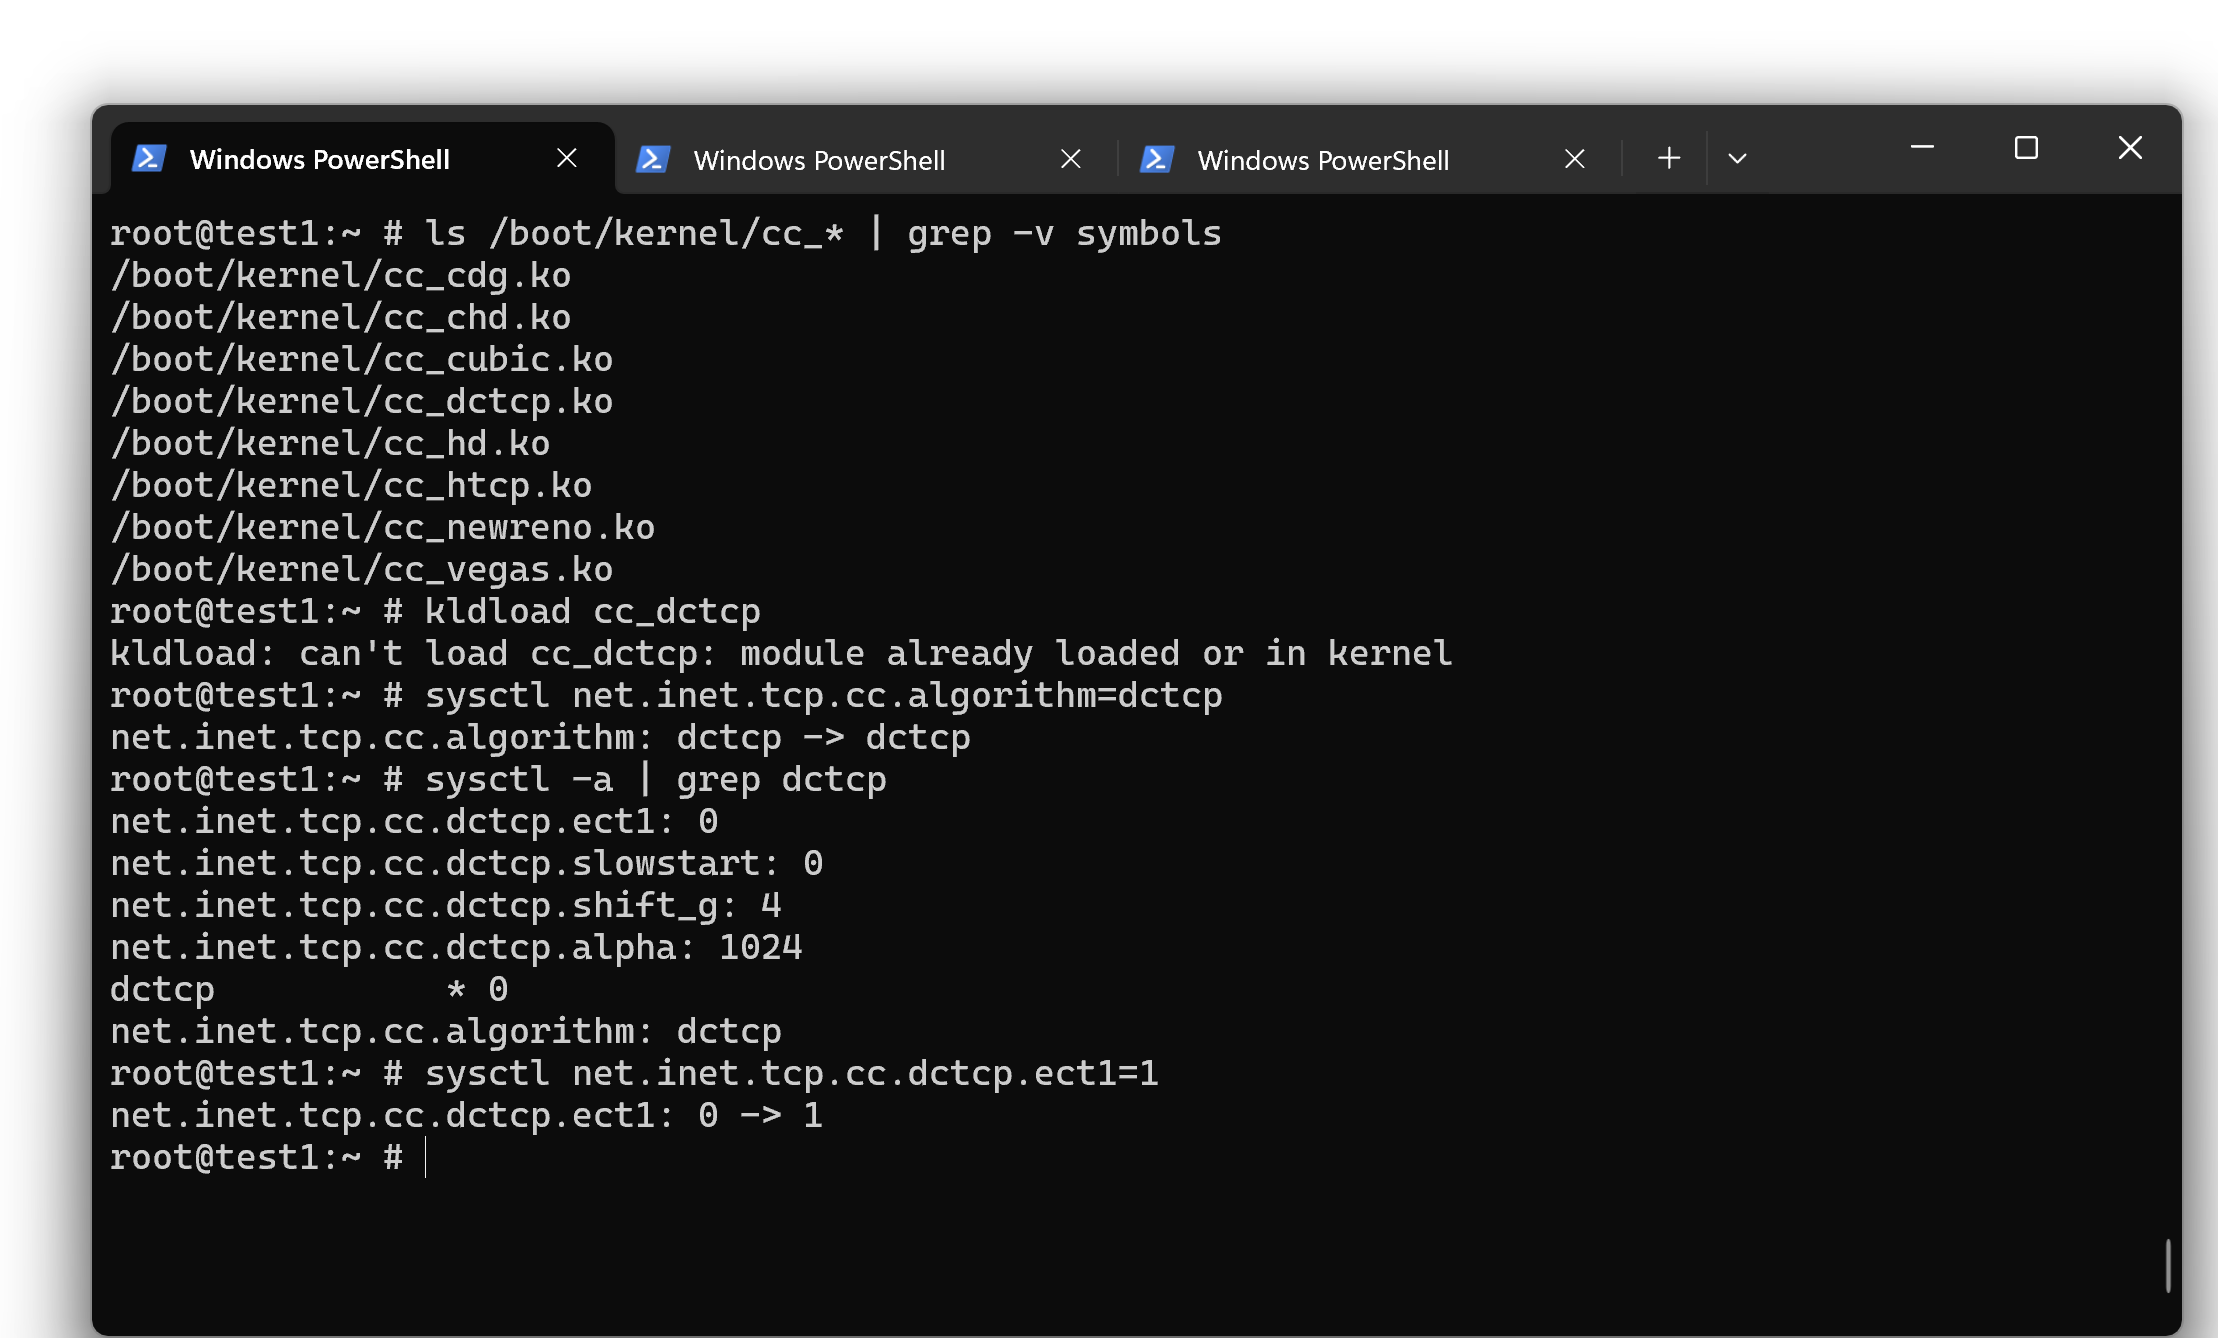 Windows PowerShell Windows PowerShell Windows PowerShell
root@test1:~ # ls /boot/kernel/cc_* | grep -v symbols
/boot/kernel/cc_cdg.ko
/boot/kernel/cc_chd.ko
/boot/kernel/cc_cubic.ko
/boot/kernel/cc_dctcp.ko
/boot/kernel/cc_hd.ko
/boot/kernel/cc_htcp.ko
/boot/kernel/cc_newreno.ko
/boot/kernel/cc_vegas.ko
root@test1:~ # kldload cc_dctcp
kldload: can't load cc_dctcp: module already loaded or in kernel
root@test1:~ # sysctl net.inet.tcp.cc.algorithm=dctcp
net.inet.tcp.cc.algorithm: dctcp -> dctcp
root@test1:~ # sysctl -a | grep dctcp
net.inet.tcp.cc.dctcp.ect1: 0
net.inet.tcp.cc.dctcp.slowstart: 0
net.inet.tcp.cc.dctcp.shift_g: 4
net.inet.tcp.cc.dctcp.alpha: 1024
dctcp           * 0
net.inet.tcp.cc.algorithm: dctcp
root@test1:~ # sysctl net.inet.tcp.cc.dctcp.ect1=1
net.inet.tcp.cc.dctcp.ect1: 0 -> 1
root@test1:~ #